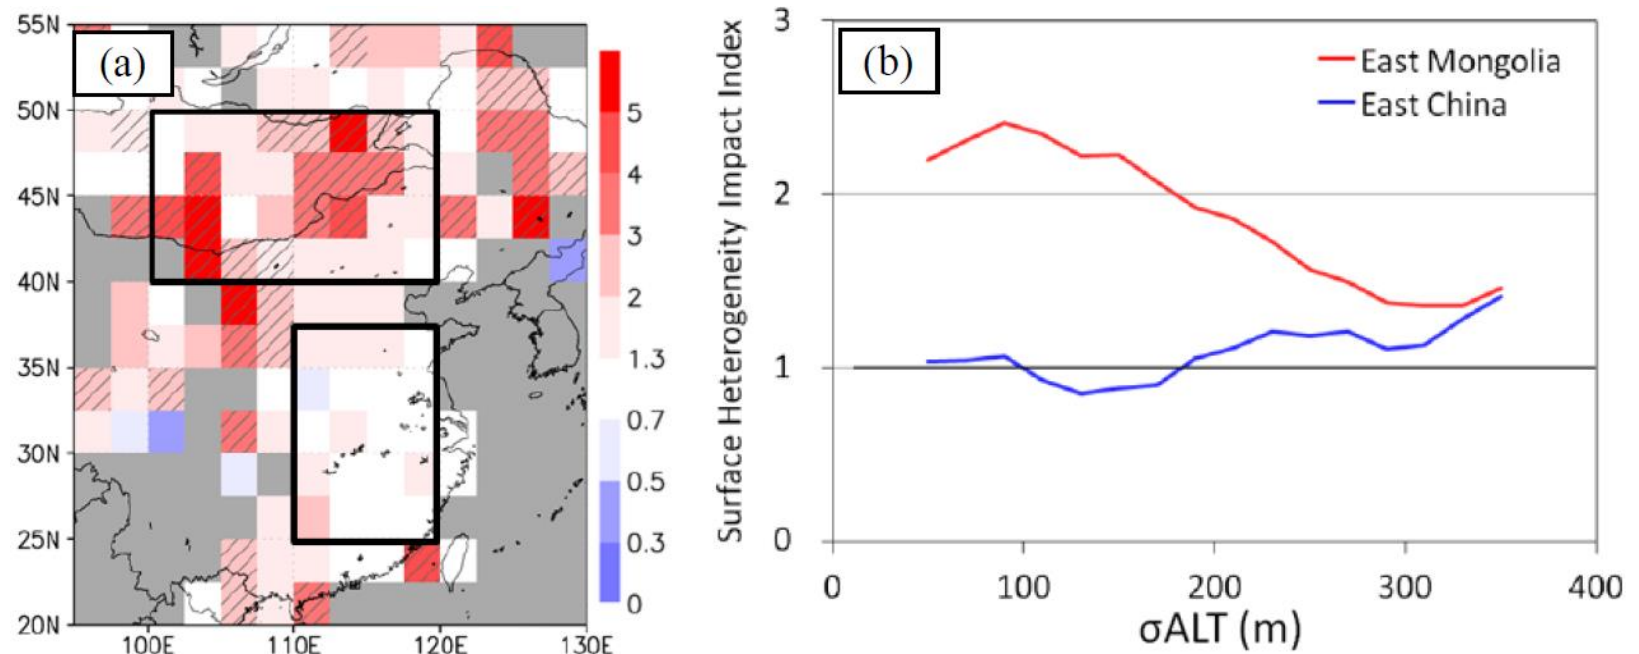 (a)
55N
50N
45N
40N
35N
30N
25N
20N
100E
110E
120E
130E
5
4
3
2
1.3
0.7
0.5
0.3
0
(b)
Surface Heterogeneity Impact Index
3
2
1
0
East Mongolia
East China
0
100
200
300
400
σALT (m)